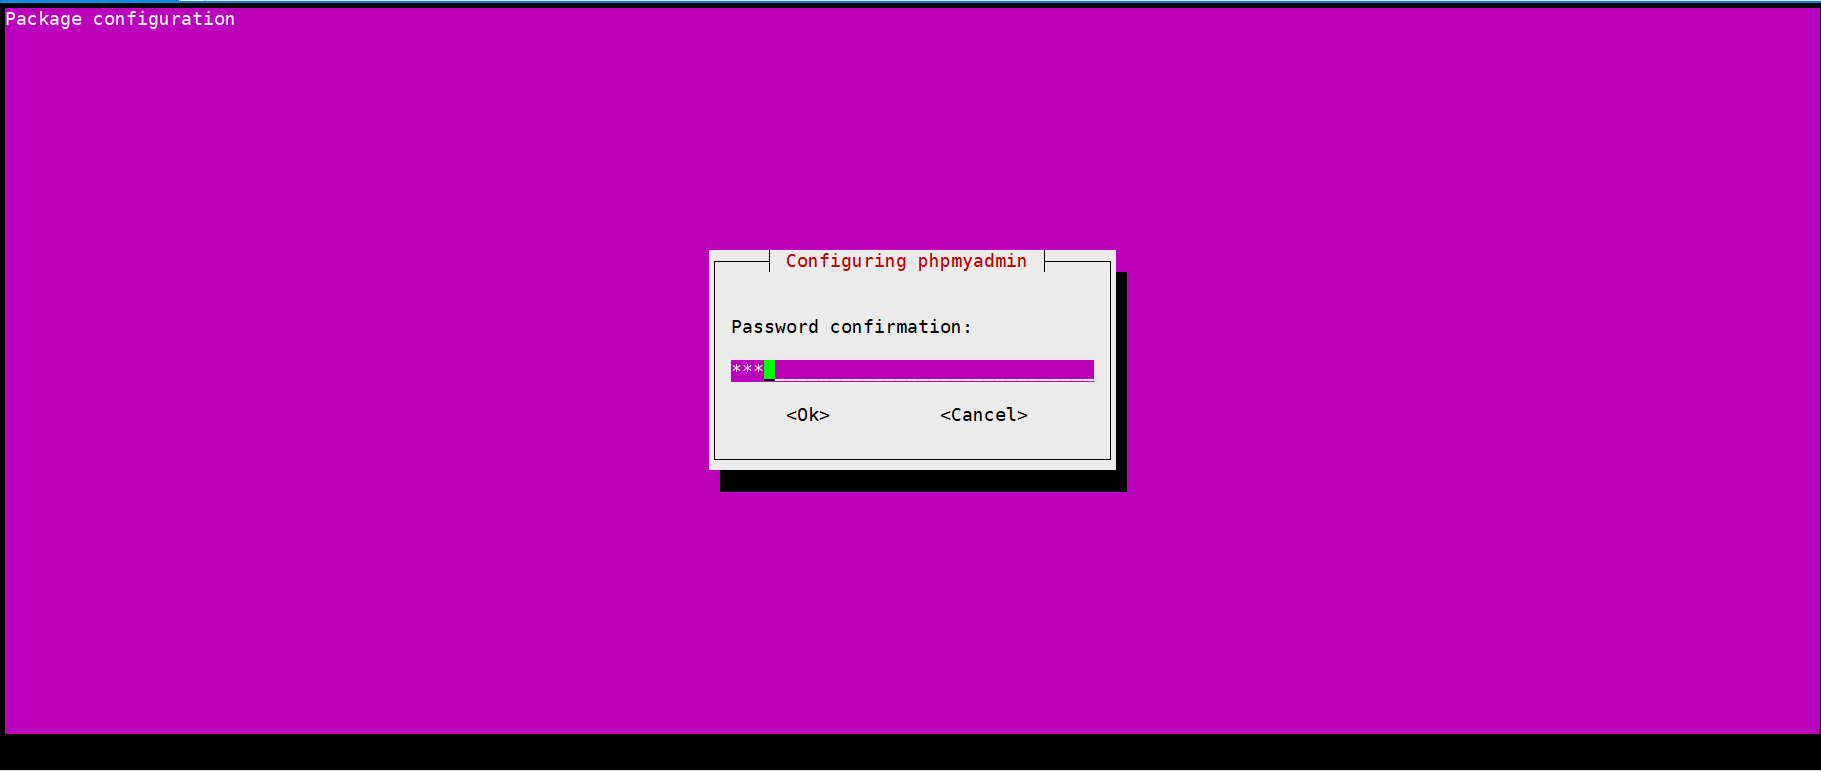 Package configuration
Configuring phpmyadmin
Password confirmation:
***
<Ok> <Cancel>